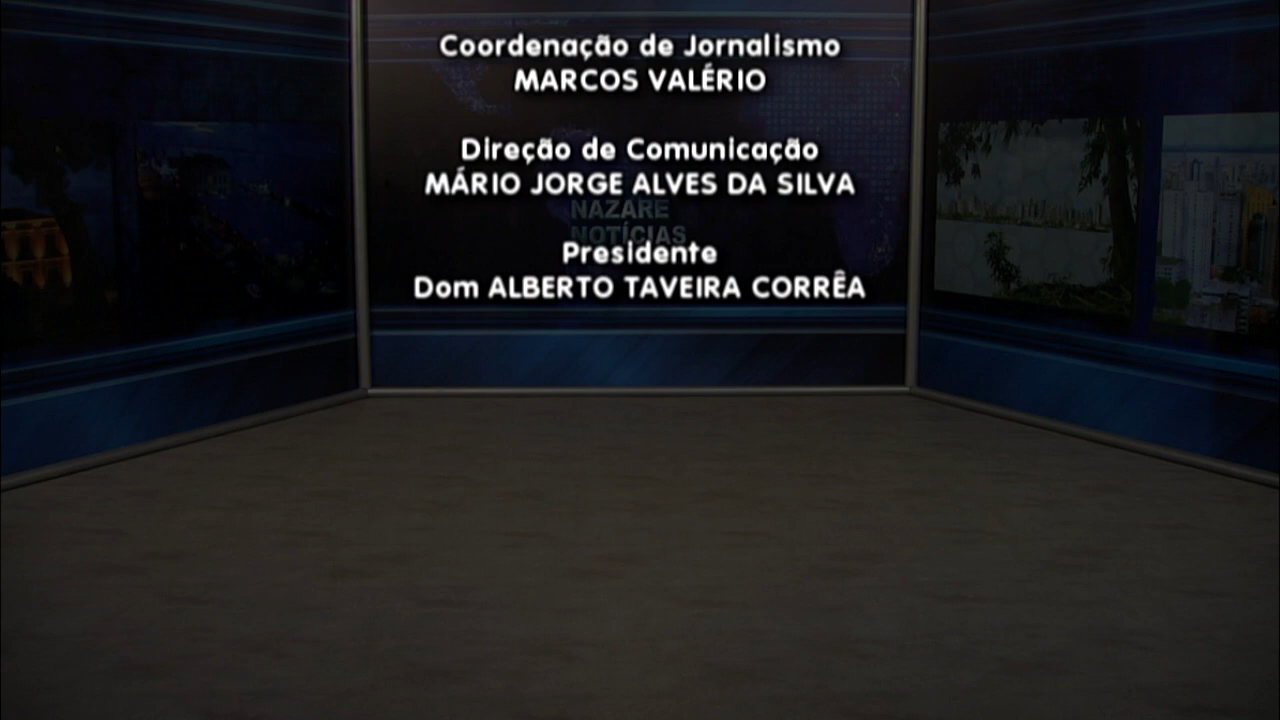 Coordenação de Jornalismo
MARCOS VALÉRIO
Direção de Comunicação
MÁRIO JORGE ALVES DA SILVA
NAZARÉ
NOTÍCIAS
Presidente
Dom ALBERTO TAVEIRA CORRÊA